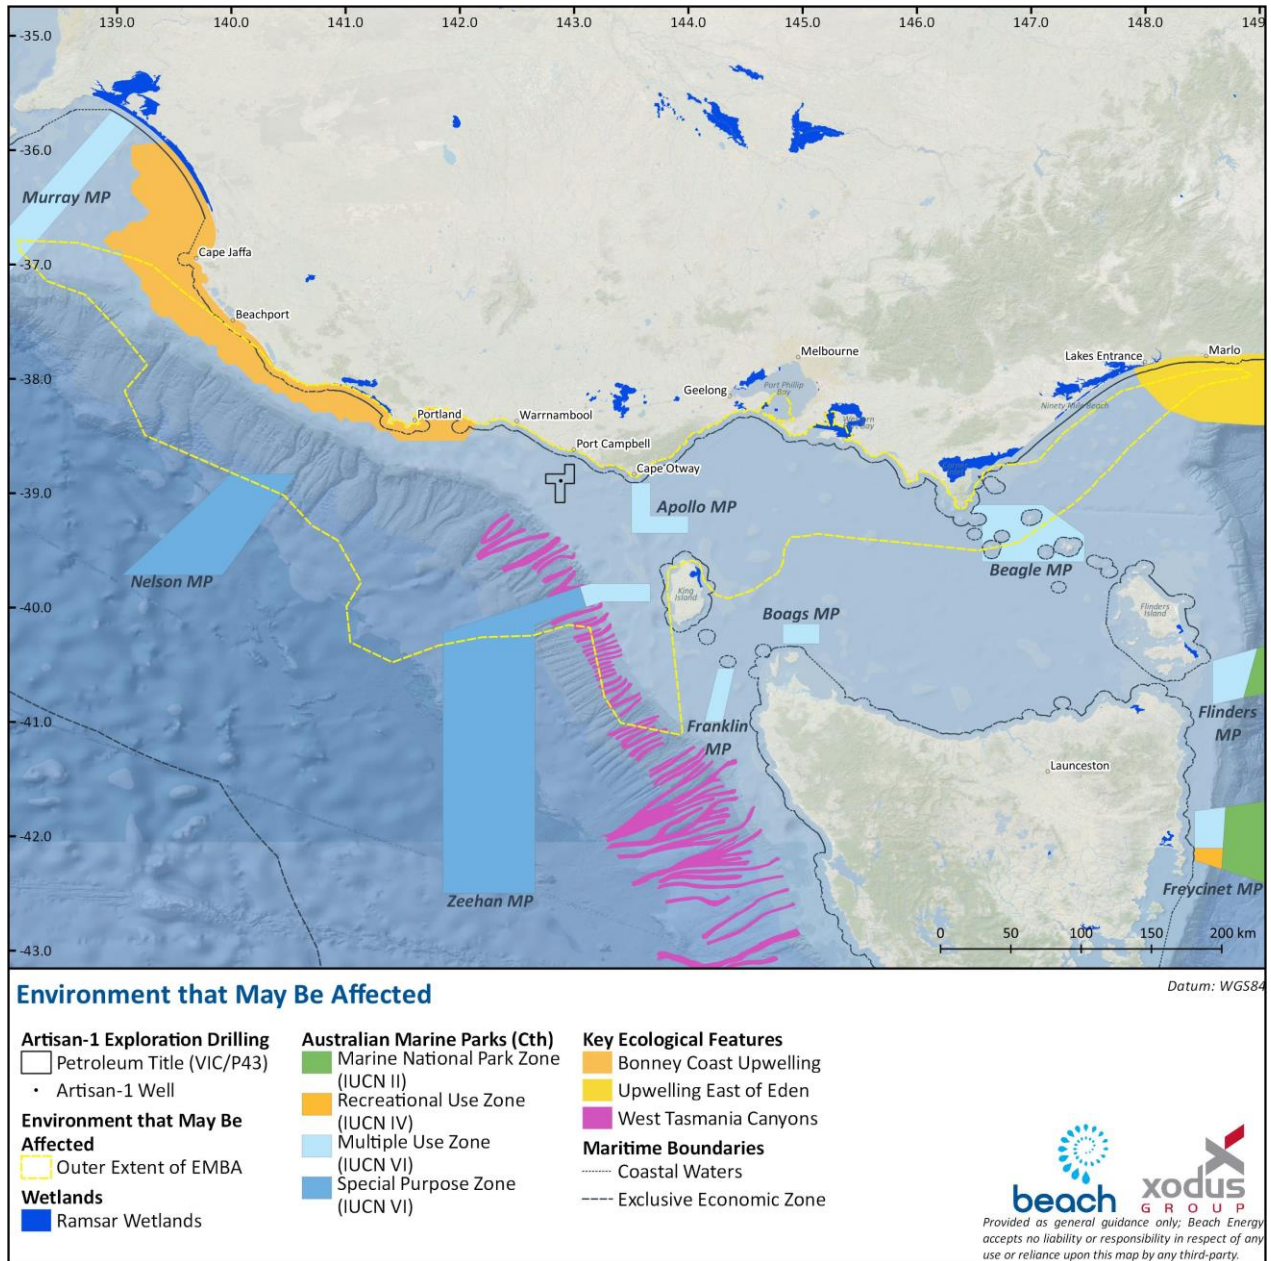 139.0 140.0 141.0 142.0 143.0 144.0 145.0 146.0 147.0 148.0 149
-35.0
-36.0
Murray MP
-37.0
Cape Jaffa
Beachport
Melbourne
Lakes Entrance
Marlo
-38.0
Geelong
Port Phillip
Bay
Ninety Mile Beach
Portland
Warrnambool
Port Campbell
Cape Otway
-39.0
Apollo MP
Nelson MP
Beagle MP
-40.0
King
Island
Boags MP
Flinders
Island
-41.0
Franklin
MP
Flinders
MP
Launceston
-42.0
Zeehan MP
Freycinet MP
-43.0
0 50 100 150 200 km
Environment that May Be Affected
Datum: WGS84
Artisan-1 Exploration Drilling
Petroleum Title (VIC/P43)
Artisan-1 Well
Environment that May Be
Affected
Outer Extent of EMBA
Wetlands
Ramsar Wetlands
Australian Marine Parks (Cth)
Marine National Park Zone
(IUCN II)
Recreational Use Zone
(IUCN IV)
Multiple Use Zone
(IUCN VI)
Special Purpose Zone
(IUCN VI)
Key Ecological Features
Bonney Coast Upwelling
Upwelling East of Eden
West Tasmania Canyons
Maritime Boundaries
Coastal Waters
Exclusive Economic Zone
beach
xodus
GROUP
Provided as general guidance only; Beach Energy
accepts no liability or responsibility in respect of any
use or reliance upon this map by any third-party.